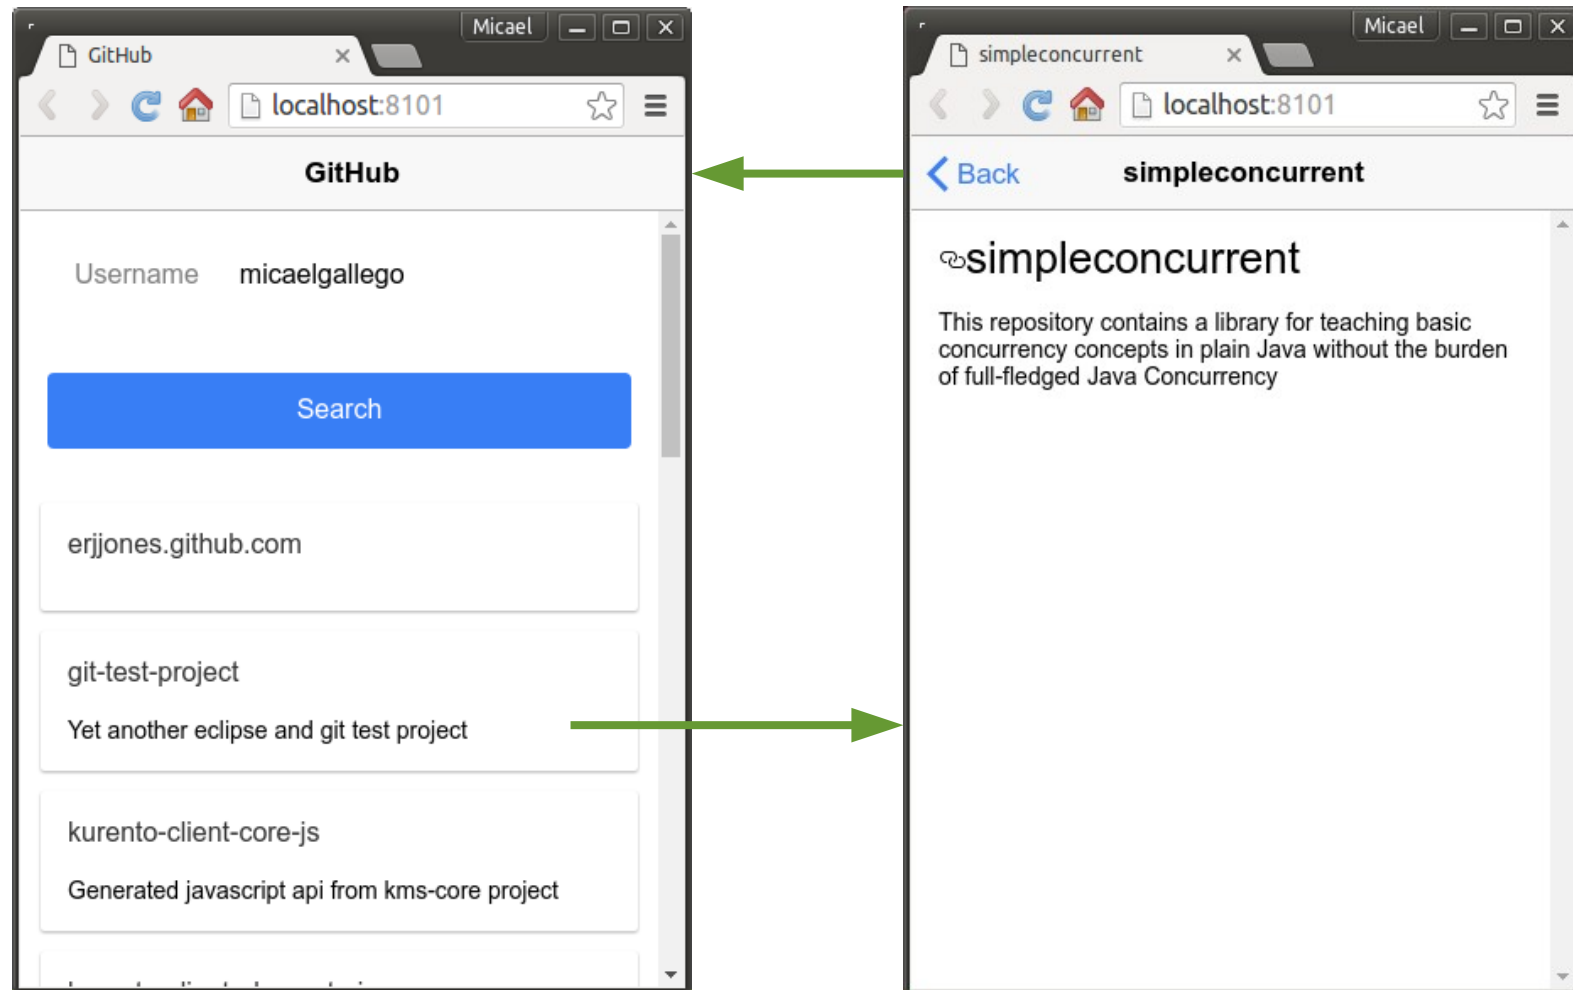 Micael
GitHub
localhost:8101
GitHub
Username micaelgallego
Search
erjjones.github.com
git-test-project
Yet another eclipse and git test project
kurento-client-core-js
Generated javascript api from kms-core project
Micael
simpleconcurrent
localhost:8101
Back simpleconcurrent
simpleconcurrent
This repository contains a library for teaching basic
concurrency concepts in plain Java without the burden
of full-fledged Java Concurrency